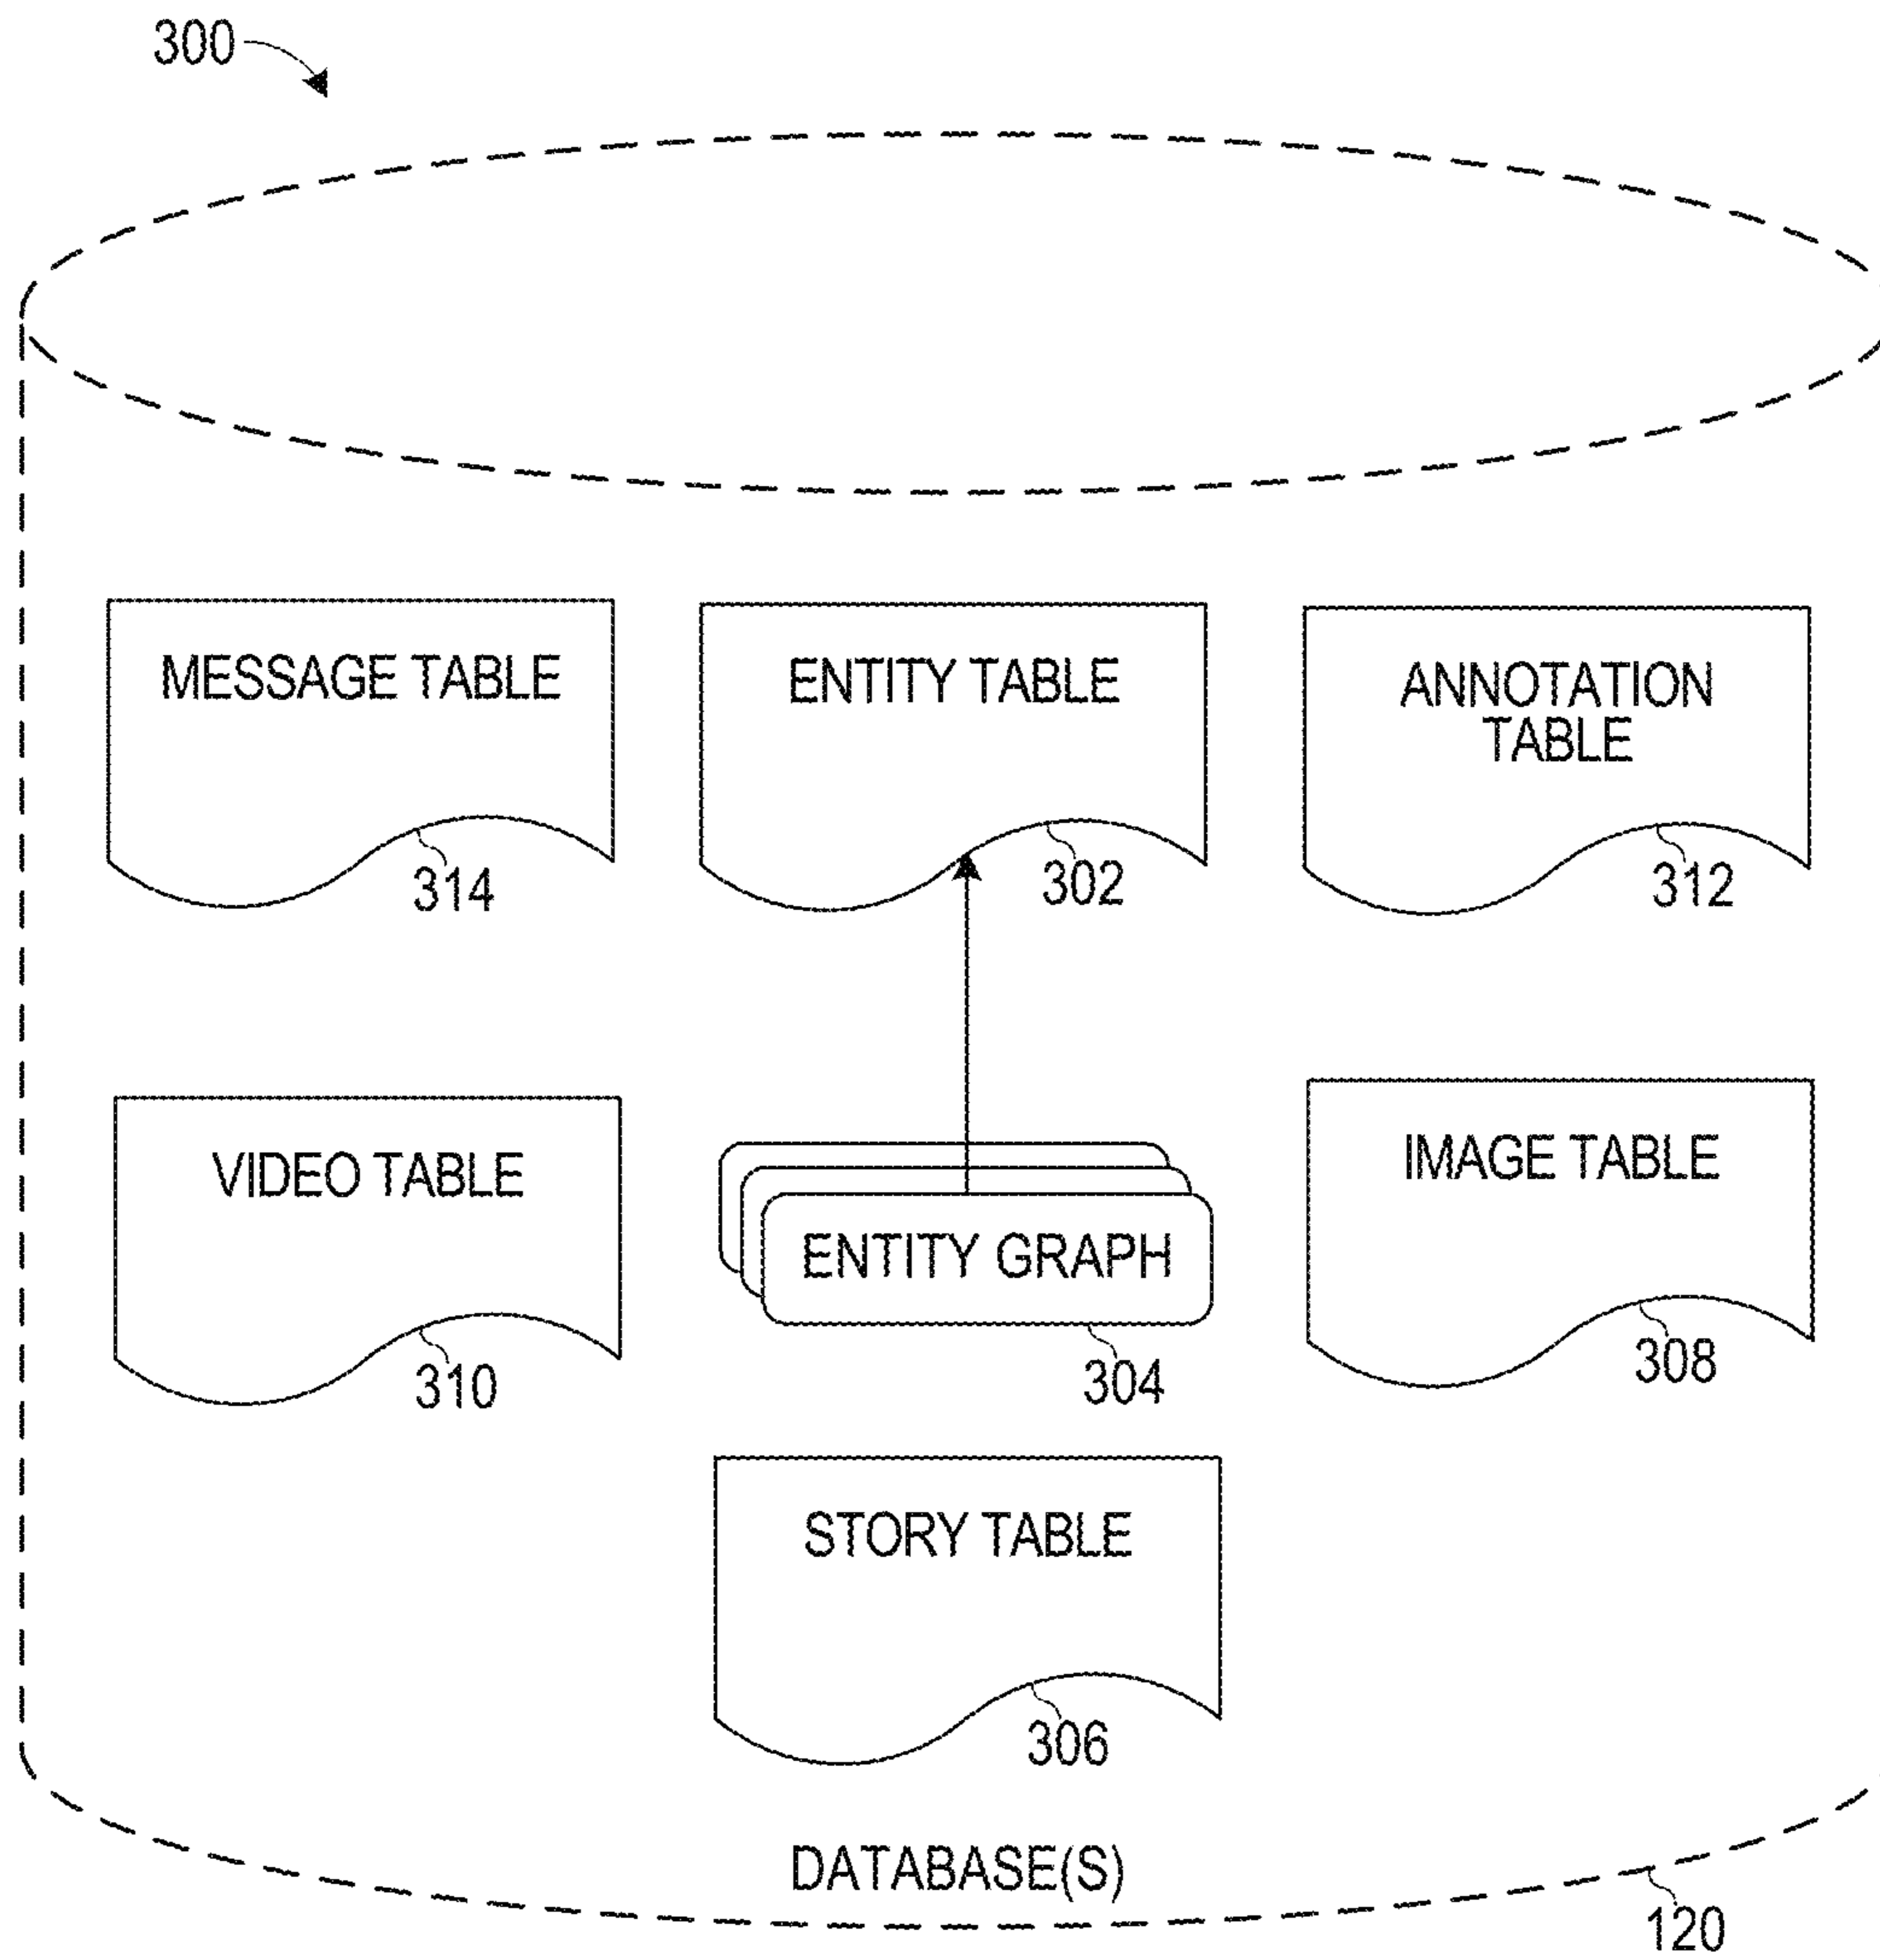 300
MESSAGE TABLE
314
ENTITY TABLE
302
ANNOTATION
TABLE
312
VIDEO TABLE
310
ENTITY GRAPH
304
IMAGE TABLE
308
STORY TABLE
306
DATABASE(S)
120